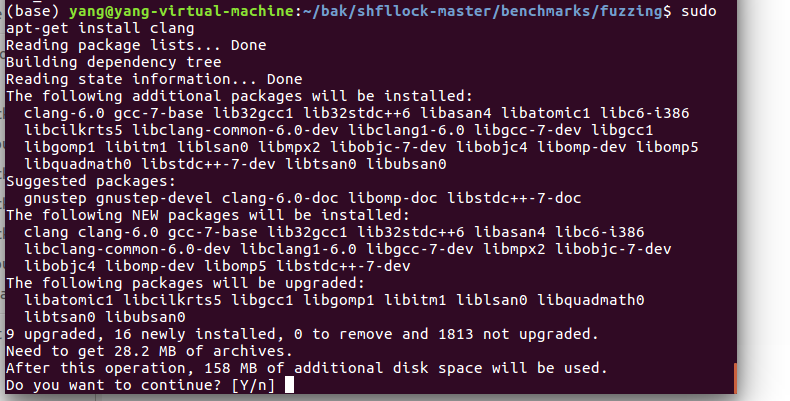 (base) yang@yang-virtual-machine:~/bak/shfllock-master/benchmarks/fuzzing$ sudo
apt-get install clang
Reading package lists... Done
Building dependency tree
Reading state information... Done
The following additional packages will be installed:
  clang-6.0 gcc-7-base lib32gcc1 lib32stdc++6 libasan4 libatomic1 libc6-i386
  libcilkrts5 libclang-common-6.0-dev libclang1-6.0 libgcc-7-dev libgcc1
  libgomp1 libitm1 liblsan0 libmpx2 libobjc-7-dev libobjc4 libomp-dev libomp5
  libquadmath0 libstdc++-7-dev libtsan0 libubsan0
Suggested packages:
  gnustep gnustep-devel clang-6.0-doc libomp-doc libstdc++-7-doc
The following NEW packages will be installed:
  clang clang-6.0 gcc-7-base lib32gcc1 lib32stdc++6 libasan4 libc6-i386
  libclang-common-6.0-dev libclang1-6.0 libgcc-7-dev libmpx2 libobjc-7-dev
  libobjc4 libomp-dev libomp5 libstdc++-7-dev
The following packages will be upgraded:
  libatomic1 libcilkrts5 libgcc1 libgomp1 libitm1 liblsan0 libquadmath0
  libtsan0 libubsan0
9 upgraded, 16 newly installed, 0 to remove and 1813 not upgraded.
Need to get 28.2 MB of archives.
After this operation, 158 MB of additional disk space will be used.
Do you want to continue? [Y/n]